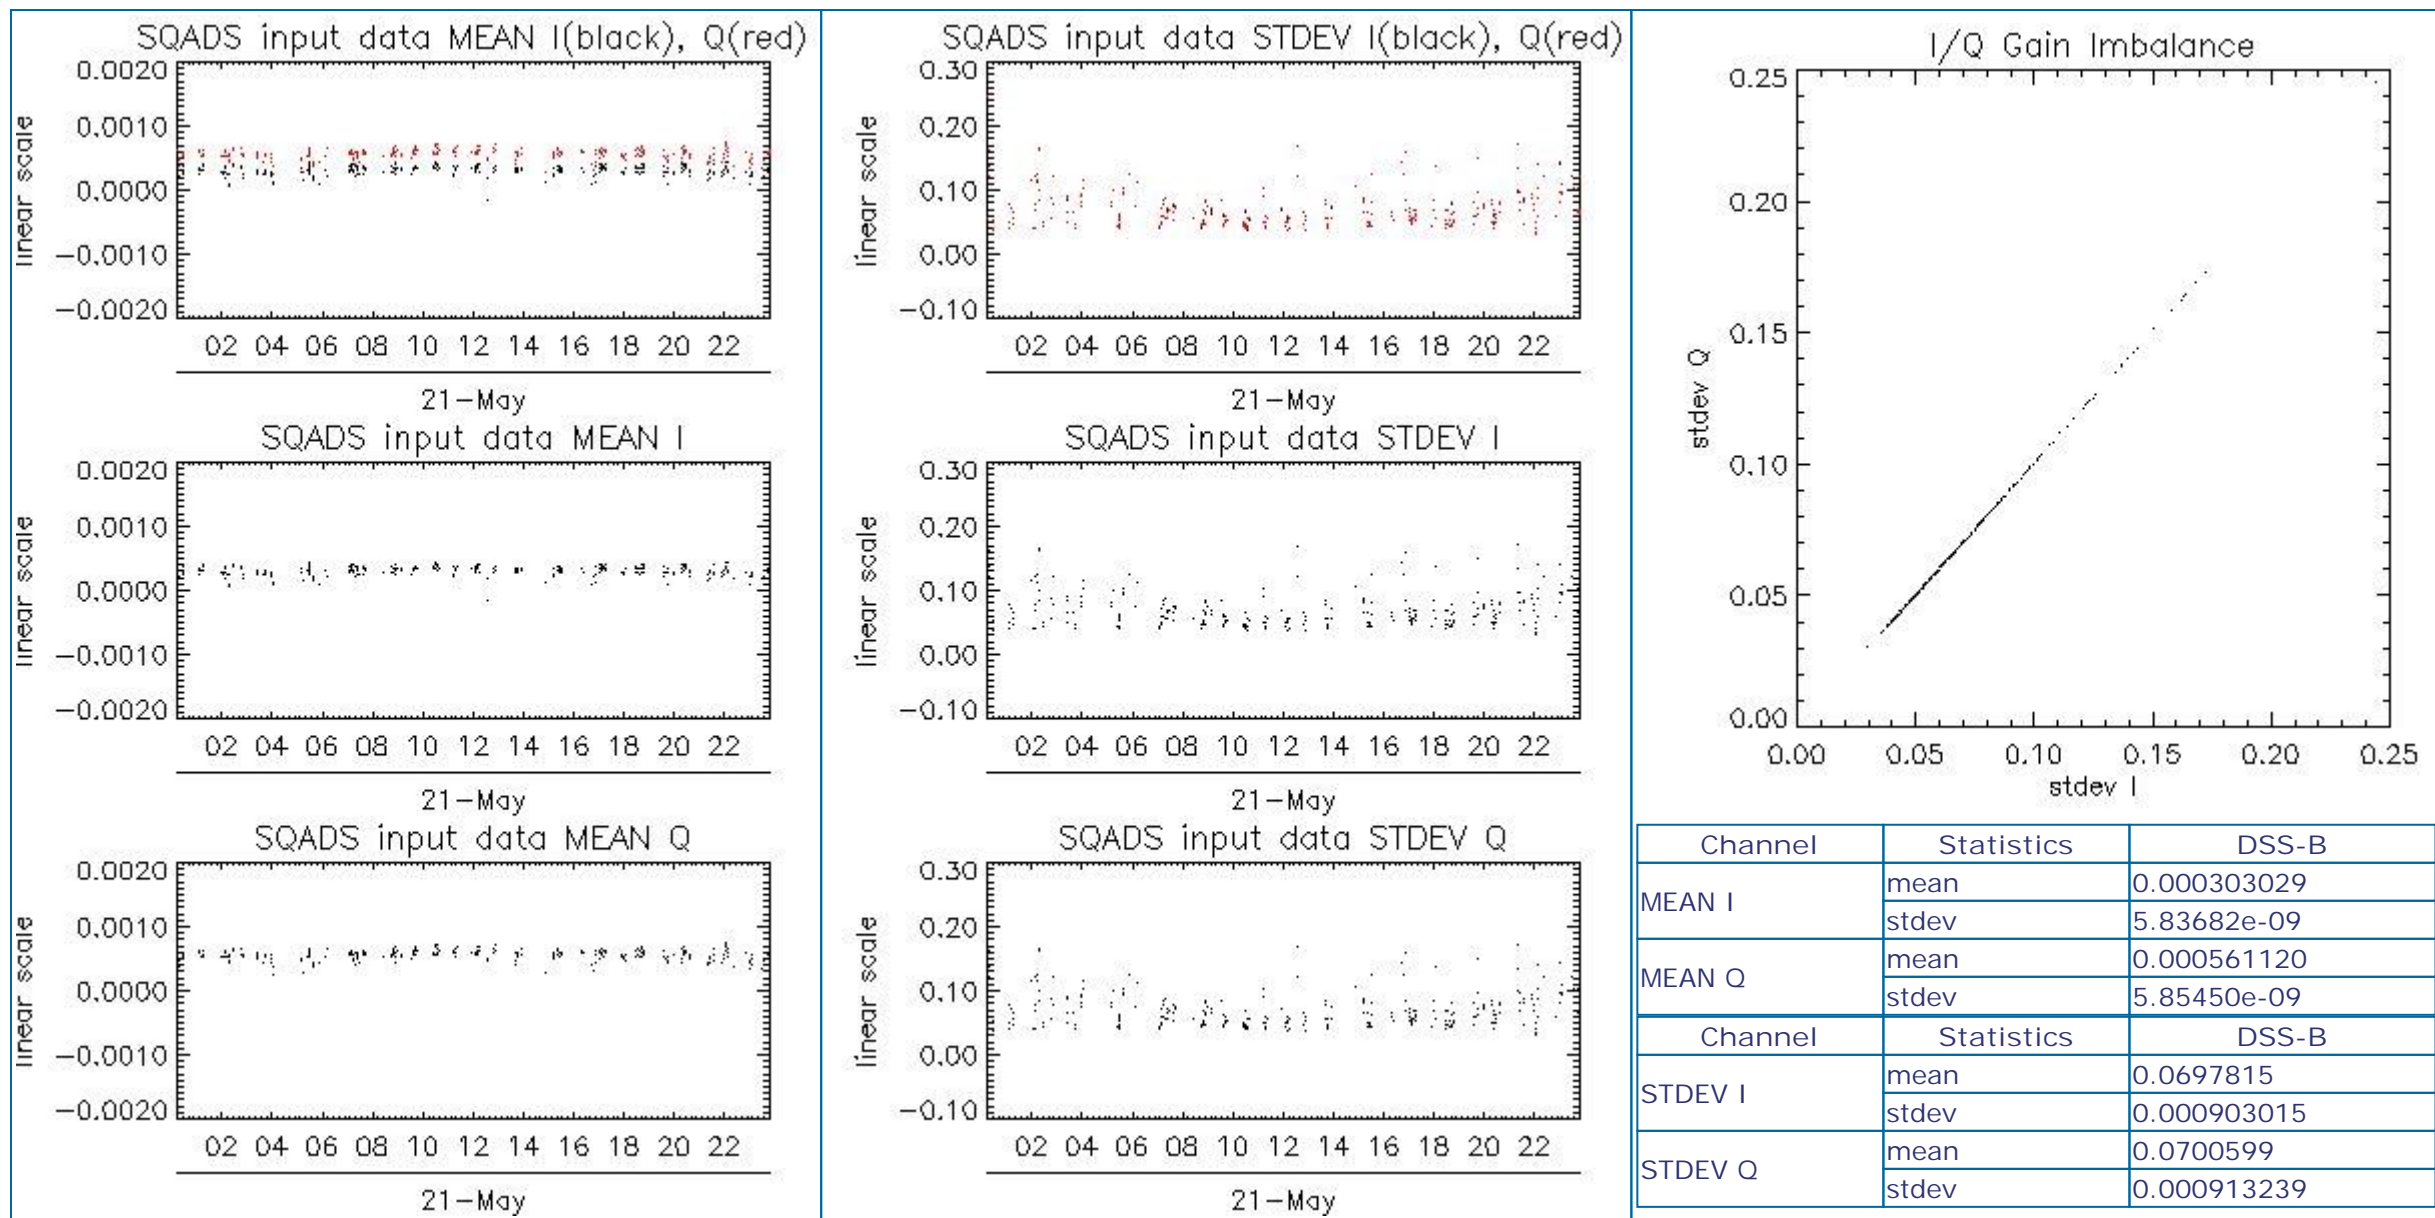 SQADS input data MEAN I(black), Q(red)
0.0020
0.0010
0.0000
−0.0010
−0.0020
linear scale
02 04 06 08 10 12 14 16 18 20 22
21−May
SQADS input data MEAN I
0.0020
0.0010
0.0000
−0.0010
−0.0020
linear scale
02 04 06 08 10 12 14 16 18 20 22
21−May
SQADS input data MEAN Q
0.0020
0.0010
0.0000
−0.0010
−0.0020
linear scale
02 04 06 08 10 12 14 16 18 20 22
21−May
SQADS input data STDEV I(black), Q(red)
0.30
0.20
0.10
0.00
−0.10
linear scale
02 04 06 08 10 12 14 16 18 20 22
21−May
SQADS input data STDEV I
0.30
0.20
0.10
0.00
−0.10
linear scale
02 04 06 08 10 12 14 16 18 20 22
21−May
SQADS input data STDEV Q
0.30
0.20
0.10
0.00
−0.10
linear scale
02 04 06 08 10 12 14 16 18 20 22
21−May
I/Q Gain Imbalance
0.25
0.20
0.15
0.10
0.05
0.00
stdev Q
0.00 0.05 0.10 0.15 0.20 0.25
stdev I
Channel Statistics DSS-B
MEAN I mean 0.000303029
stdev 5.83682e-09
MEAN Q mean 0.000561120
stdev 5.85450e-09
Channel Statistics DSS-B
STDEV I mean 0.0697815
stdev 0.000903015
STDEV Q mean 0.0700599
stdev 0.000913239